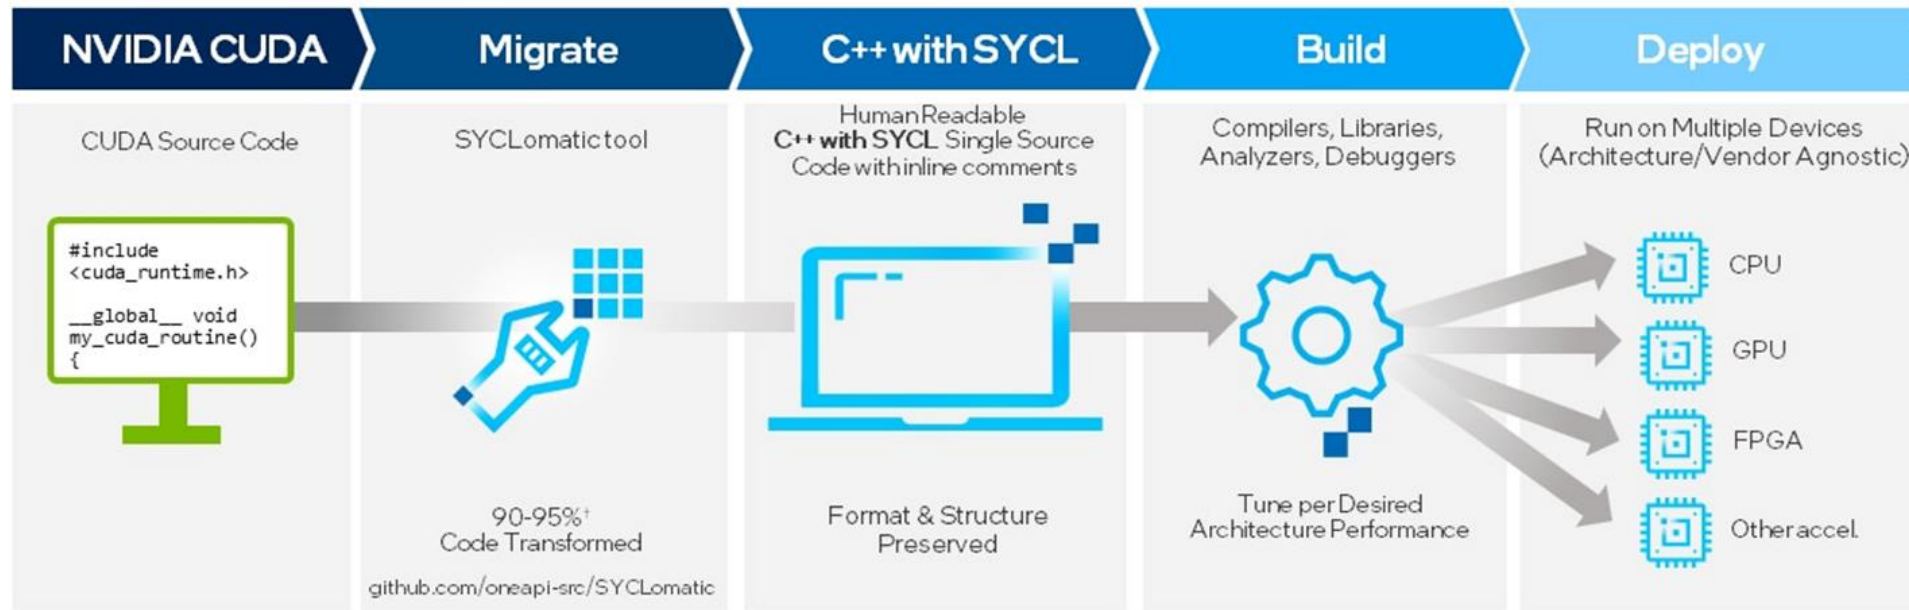 NVIDIA CUDA
Migrate
C++ with SYCL
Build
Deploy
CUDA Source Code
#include
<cuda_runtime.h>
__global__ void
my_cuda_routine()
{
SYCLomatic tool
90-95%†
Code Transformed
github.com/oneapi-src/SYCLomatic
Human Readable
C++ with SYCL Single Source
Code with inline comments
Format & Structure
Preserved
Compilers, Libraries,
Analyzers, Debuggers
Tune per Desired
Architecture Performance
Run on Multiple Devices
(Architecture/Vendor Agnostic)
CPU
GPU
FPGA
Other accel.